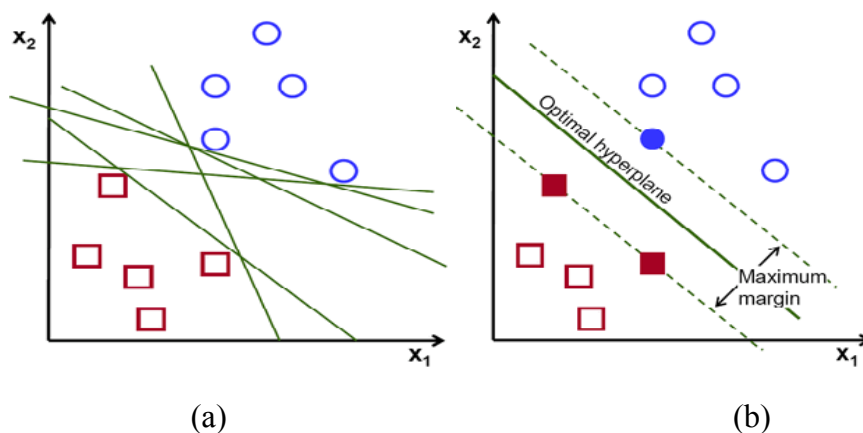 x2
x1
(a)
x2
Optimal hyperplane
Maximum
margin
x1
(b)